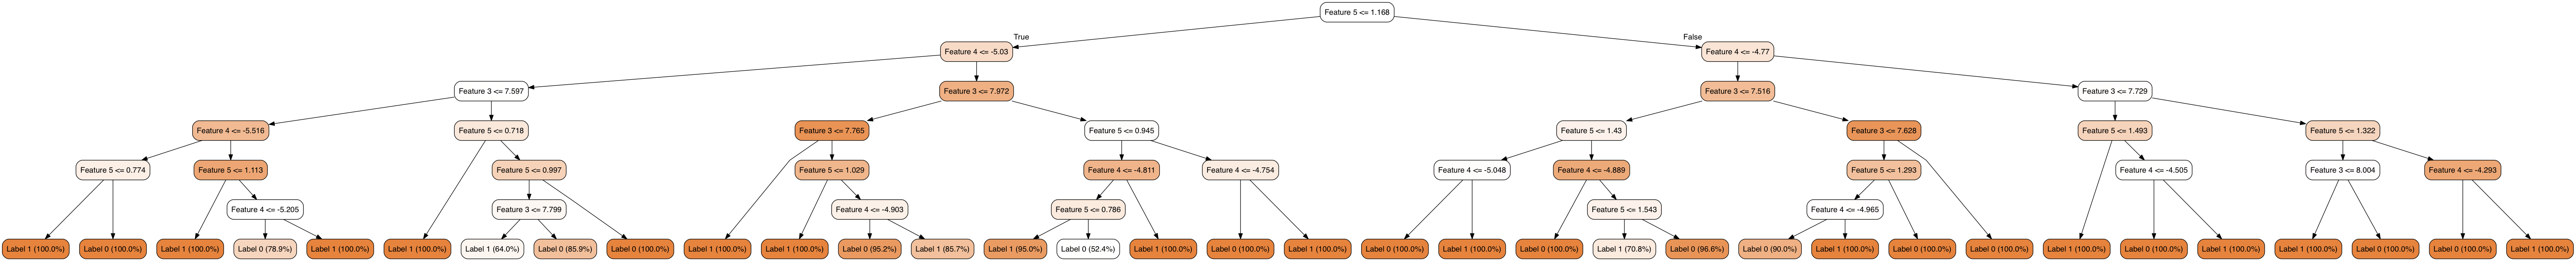 Feature 5 <= 1.168
True
False
Feature 4 <= -5.03
Feature 4 <= -4.77
Feature 3 <= 7.597
Feature 3 <= 7.972
Feature 3 <= 7.516
Feature 3 <= 7.729
Feature 4 <= -5.516
Feature 5 <= 0.718
Feature 3 <= 7.765
Feature 5 <= 0.945
Feature 5 <= 1.43
Feature 3 <= 7.628
Feature 5 <= 1.493
Feature 5 <= 1.322
Feature 5 <= 0.774
Feature 5 <= 1.113
Feature 5 <= 0.997
Feature 5 <= 1.029
Feature 4 <= -4.811
Feature 4 <= -4.754
Feature 4 <= -5.048
Feature 4 <= -4.889
Feature 5 <= 1.293
Feature 4 <= -4.505
Feature 3 <= 8.004
Feature 4 <= -4.293
Feature 4 <= -5.205
Feature 3 <= 7.799
Feature 4 <= -4.903
Feature 5 <= 0.786
Feature 5 <= 1.543
Feature 4 <= -4.965
Label 1 (100.0%)
Label 0 (100.0%)
Label 1 (100.0%)
Label 0 (78.9%)
Label 1 (100.0%)
Label 1 (100.0%)
Label 1 (64.0%)
Label 0 (85.9%)
Label 0 (100.0%)
Label 1 (100.0%)
Label 1 (100.0%)
Label 0 (95.2%)
Label 1 (85.7%)
Label 1 (95.0%)
Label 0 (52.4%)
Label 1 (100.0%)
Label 0 (100.0%)
Label 1 (100.0%)
Label 0 (100.0%)
Label 1 (100.0%)
Label 0 (100.0%)
Label 1 (70.8%)
Label 0 (96.6%)
Label 0 (90.0%)
Label 1 (100.0%)
Label 0 (100.0%)
Label 0 (100.0%)
Label 1 (100.0%)
Label 0 (100.0%)
Label 1 (100.0%)
Label 1 (100.0%)
Label 0 (100.0%)
Label 0 (100.0%)
Label 1 (100.0%)